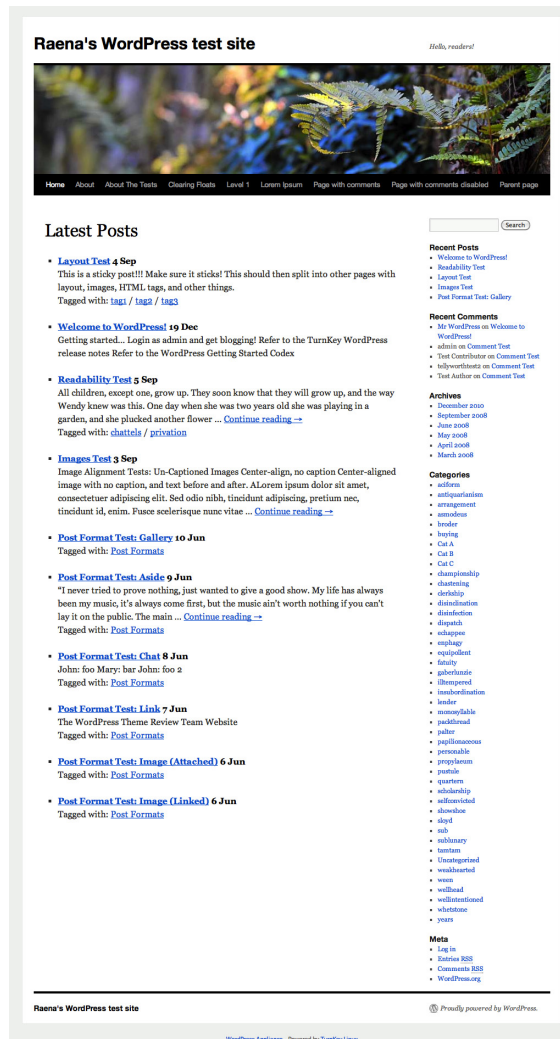 Raena's WordPress test site
Hello, readers!
Home About About The Tests Clearing Floats Level 1 Lorem Ipsum Page with comments Page with comments disabled Parent page
Latest Posts
Layout Test 4 Sep
This is a sticky post!!! Make sure it sticks! This should then split into other pages with
layout, images, HTML tags, and other things.
Tagged with: tag1 / tag2 / tag3
Welcome to WordPress! 19 Dec
Getting started... Login as admin and get blogging! Refer to the TurnKey WordPress
release notes Refer to the WordPress Getting Started Codex
Readability Test 5 Sep
All children, except one, grow up. They soon know that they will grow up, and the way
Wendy knew was this. One day when she was two years old she was playing in a
garden, and she plucked another flower ... Continue reading →
Tagged with: chattels / privation
Images Test 3 Sep
Image Alignment Tests: Un-Captioned Images Center-align, no caption Center-aligned
image with no caption, and text before and after. ALorem ipsum dolor sit amet,
consectetuer adipiscing elit. Sed odio nibh, tincidunt adipiscing, pretium nec,
tincidunt id, enim. Fusce scelerisque nunc vitae ... Continue reading →
Post Format Test: Gallery 10 Jun
Tagged with: Post Formats
Post Format Test: Aside 9 Jun
“I never tried to prove nothing, just wanted to give a good show. My life has always
been my music, it's always come first, but the music ain't worth nothing if you can't
lay it on the public. The main ... Continue reading →
Tagged with: Post Formats
Post Format Test: Chat 8 Jun
John: foo Mary: bar John: foo 2
Tagged with: Post Formats
Post Format Test: Link 7 Jun
The WordPress Theme Review Team Website
Tagged with: Post Formats
Post Format Test: Image (Attached) 6 Jun
Tagged with: Post Formats
Post Format Test: Image (Linked) 6 Jun
Tagged with: Post Formats
Search
Recent Posts
Welcome to WordPress!
Readability Test
Layout Test
Images Test
Post Format Test: Gallery
Recent Comments
Mr WordPress on Welcome to
WordPress!
admin on Comment Test
Test Contributor on Comment Test
tellyworthtest2 on Comment Test
Test Author on Comment Test
Archives
December 2010
September 2008
June 2008
May 2008
April 2008
March 2008
Categories
aciform
antiquarianism
arrangement
asmodeus
broder
buying
Cat A
Cat B
Cat C
championship
chastening
clerkship
disinclination
disinfection
dispatch
echappee
enphagy
equipollent
fatuity
gaberlunzie
illtempered
insubordination
lender
monosyllable
packthread
palter
papilionaceous
personable
propylaeum
pustule
quartern
scholarship
selfconvicted
showshoe
sloyd
sub
sublunary
tamtam
Uncategorized
weakhearted
ween
wellhead
wellintentioned
whetstone
years
Meta
Log in
Entries RSS
Comments RSS
WordPress.org
Raena's WordPress test site
Proudly powered by WordPress.
WordPress Appliance - Powered by TurnKey Linux